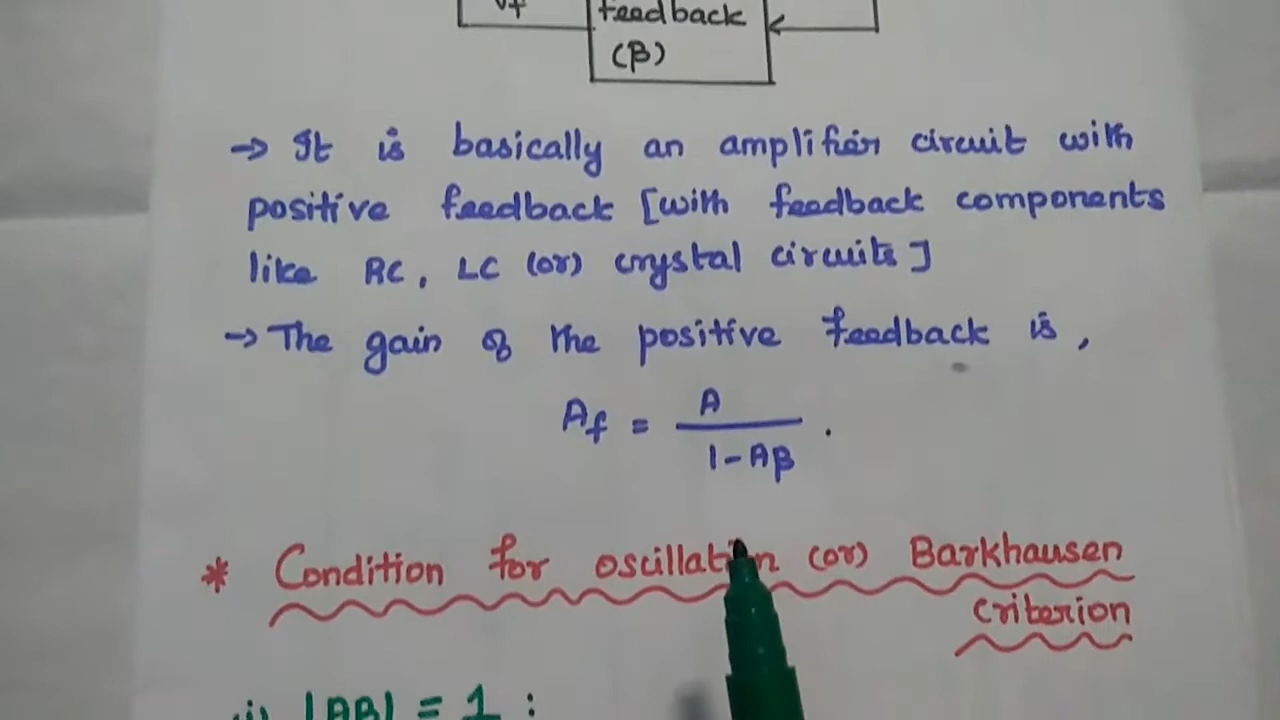 Vf
feedback
(β)
→ It is basically an amplifier circuit with
positive feedback [with feedback components
like RC, LC (or) crystal circuits]
→ The gain of the positive feedback is,
Af = A
1-Aβ .
* Condition for oscillation (or) Barkhausen
criterion
i) |Aβ| = 1 :